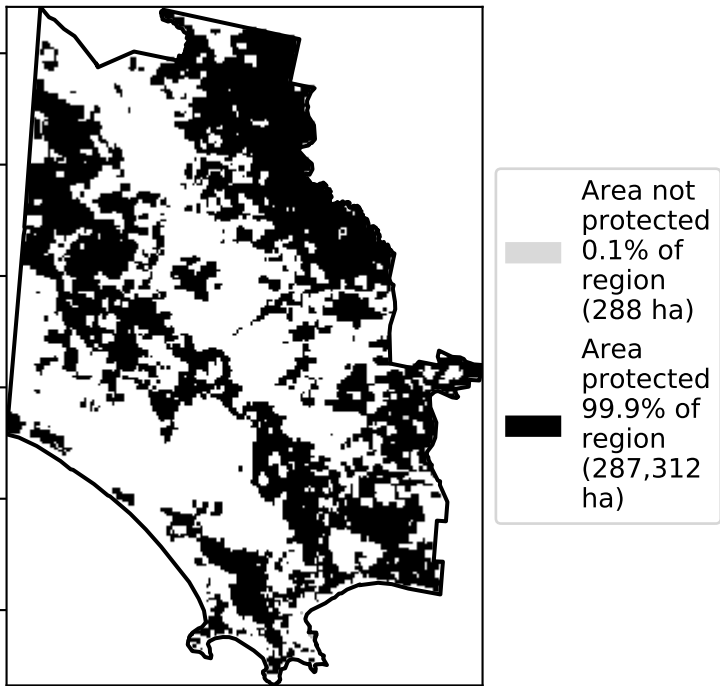 Area not
protected
0.1% of
region
(288 ha)
Area
protected
99.9% of
region
(287,312
ha)